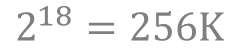 2¹⁸ = 256K